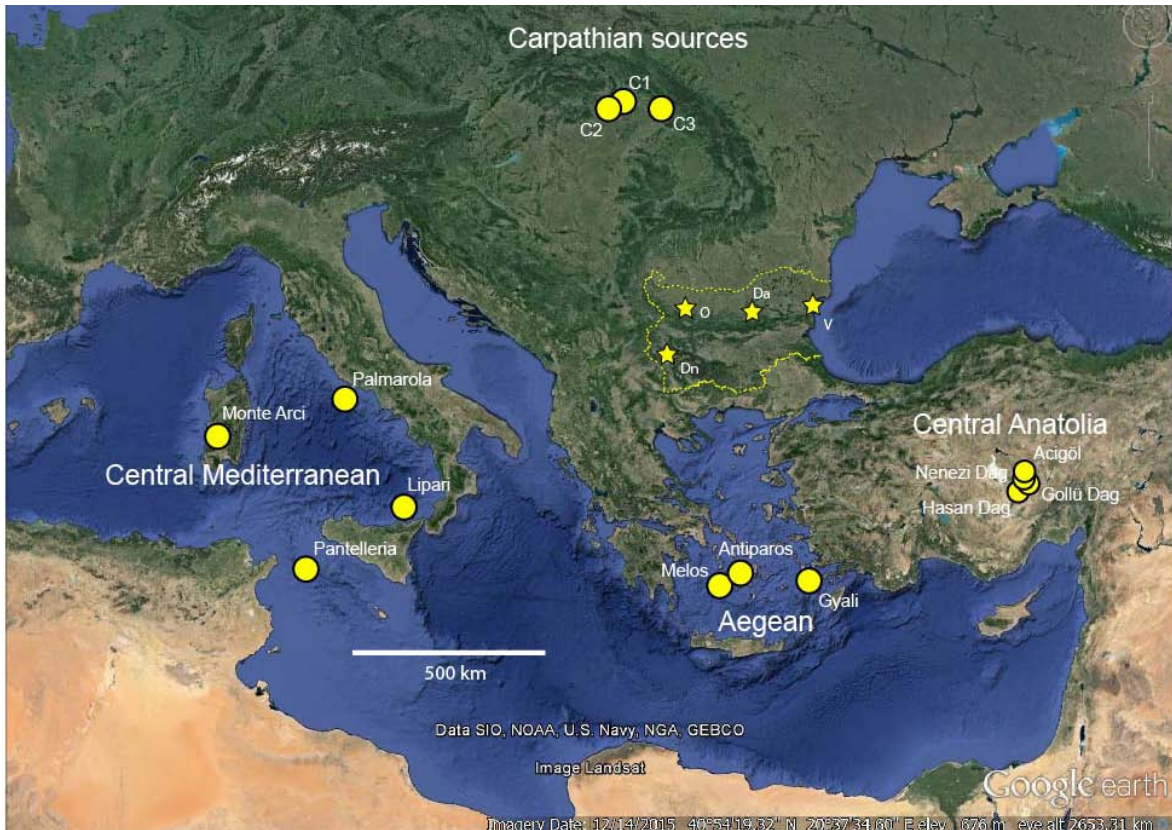 Carpathian sources
C1
C2
C3
Da
O
V
Dn
Palmarola
Monte Arci
Central Mediterranean
Lipari
Pantelleria
Central Anatolia
Acigöl
Nenezi Dag
Gollü Dag
Hasan Dag
Antiparos
Melos
Gyali
Aegean
500 km
Data SIO, NOAA, U.S. Navy, NGA, GEBCO
Image Landsat
Google earth
Imagery Date: 12/14/2015 40°54'19.32" N 20°37'34.60" E elev 676 m eye alt 2653.31 km